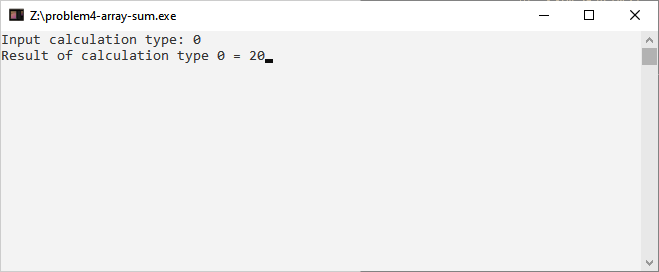 Z:\problem4-array-sum.exe
Input calculation type: 0
Result of calculation type 0 = 20